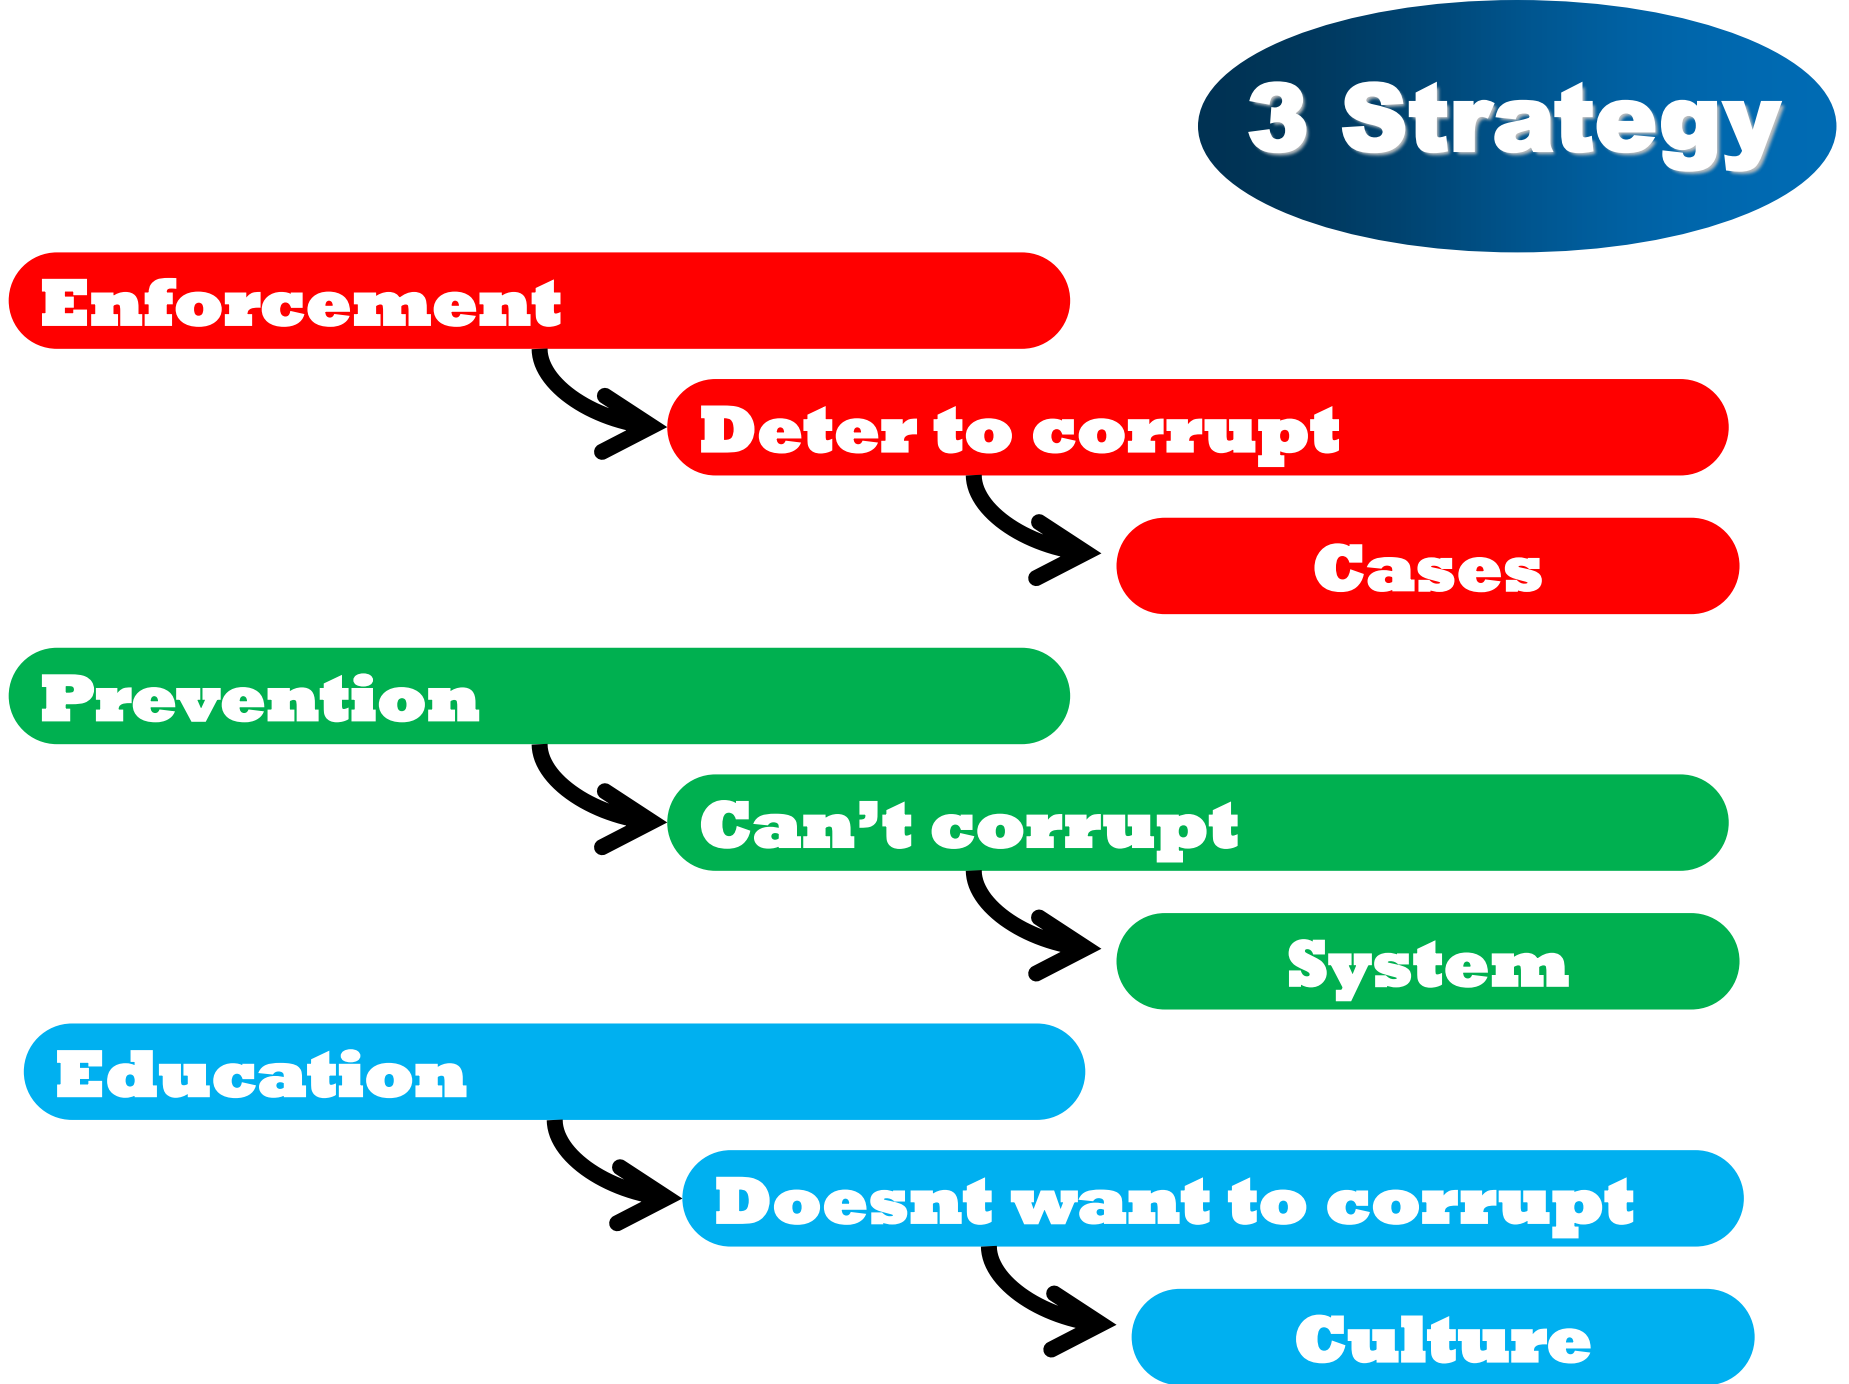 3 Strategy
Enforcement
Deter to corrupt
Cases
Prevention
Can’t corrupt
System
Education
Doesnt want to corrupt
Culture